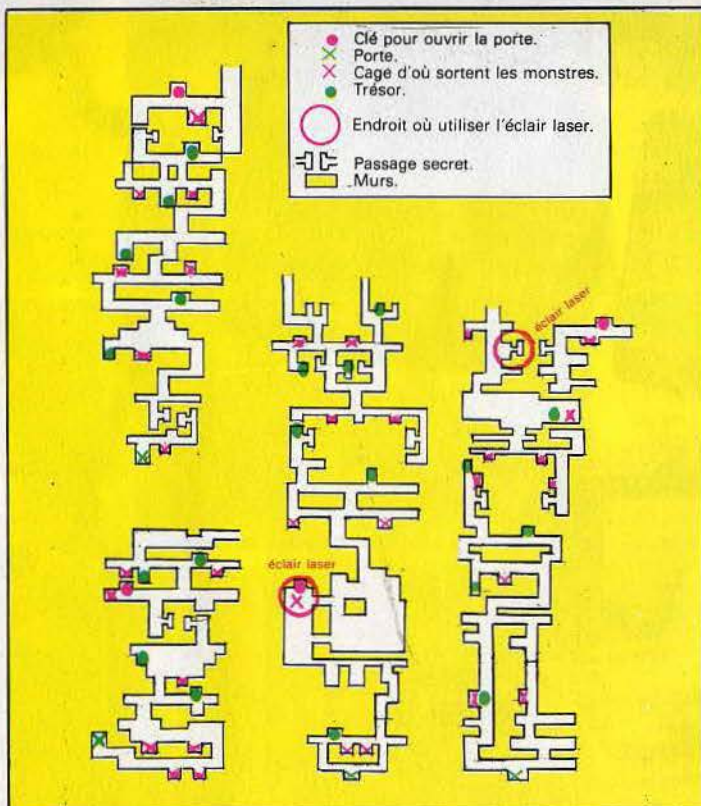 Clé pour ouvrir la porte.
Porte.
Cage d'où sortent les monstres.
Trésor.
Endroit où utiliser l'éclair laser.
Passage secret.
Murs.
éclair laser
éclair laser